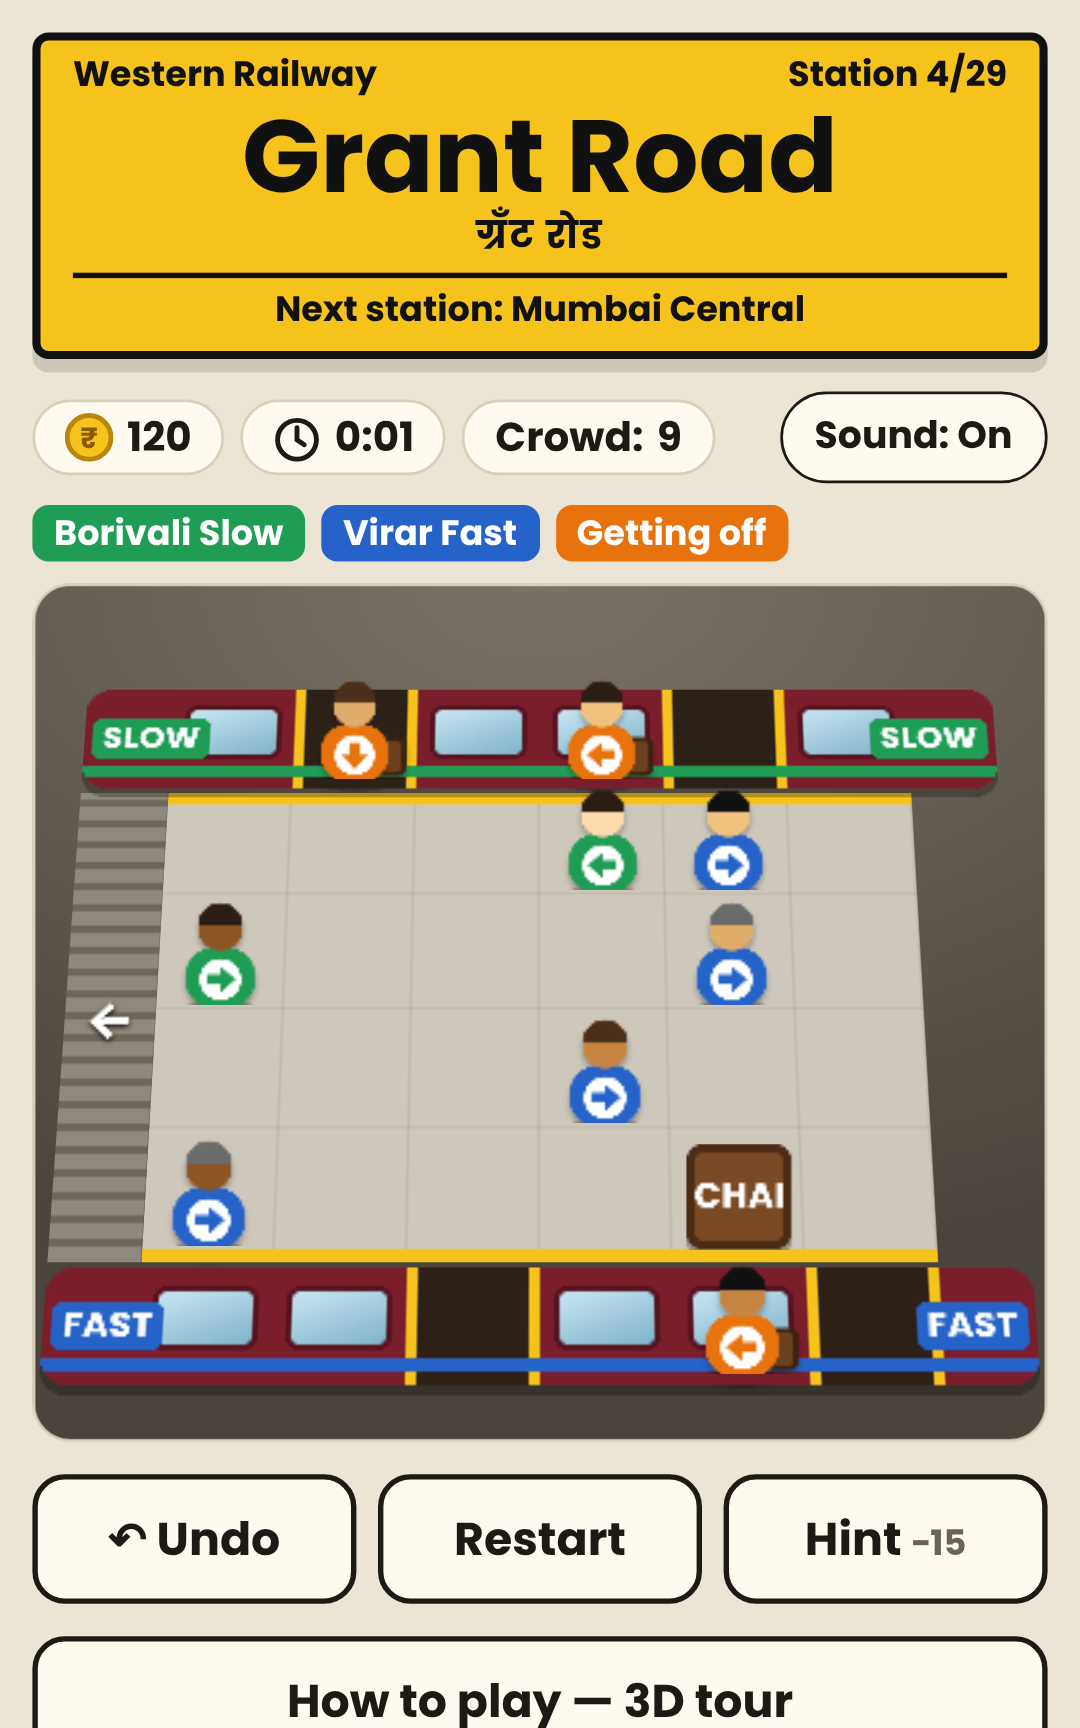 Western Railway
Station 4/29
Grant Road
ग्रँट रोड
Next station: Mumbai Central
₹ 120
0:01
Crowd: 9
Sound: On
Borivali Slow
Virar Fast
Getting off
SLOW
SLOW
CHAI
FAST
FAST
↶ Undo
Restart
Hint -15
How to play — 3D tour